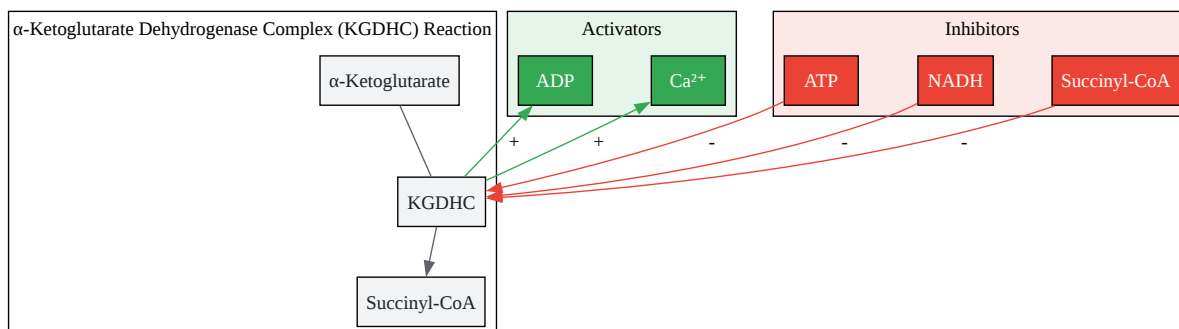 α-Ketoglutarate Dehydrogenase Complex (KGDHC) Reaction
Activators
Inhibitors
α-Ketoglutarate
ADP
Ca²⁺
ATP
NADH
Succinyl-CoA
+
+
-
-
-
KGDHC
Succinyl-CoA